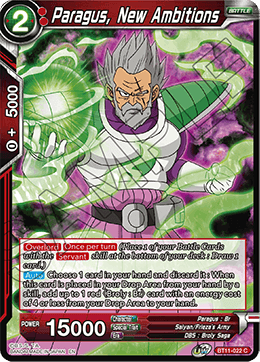 2
Paragus, New Ambitions
BATTLE
+ 5000
Overlord Once per turn (Place 1 of your Battle Cards
with the Servant skill at the bottom of your deck : Draw 1
card.)
Auto Choose 1 card in your hand and discard it : When
this card is placed in your Drop Area from your hand by a
skill, add up to 1 red ‹Broly : Br› card with an energy cost
of 4 or less from your Drop Area to your hand.
POWER 15000
Character Paragus : Br
Special Trait Saiyan/Frieza's Army
Era DBS : Broly Saga
BT11-022 C